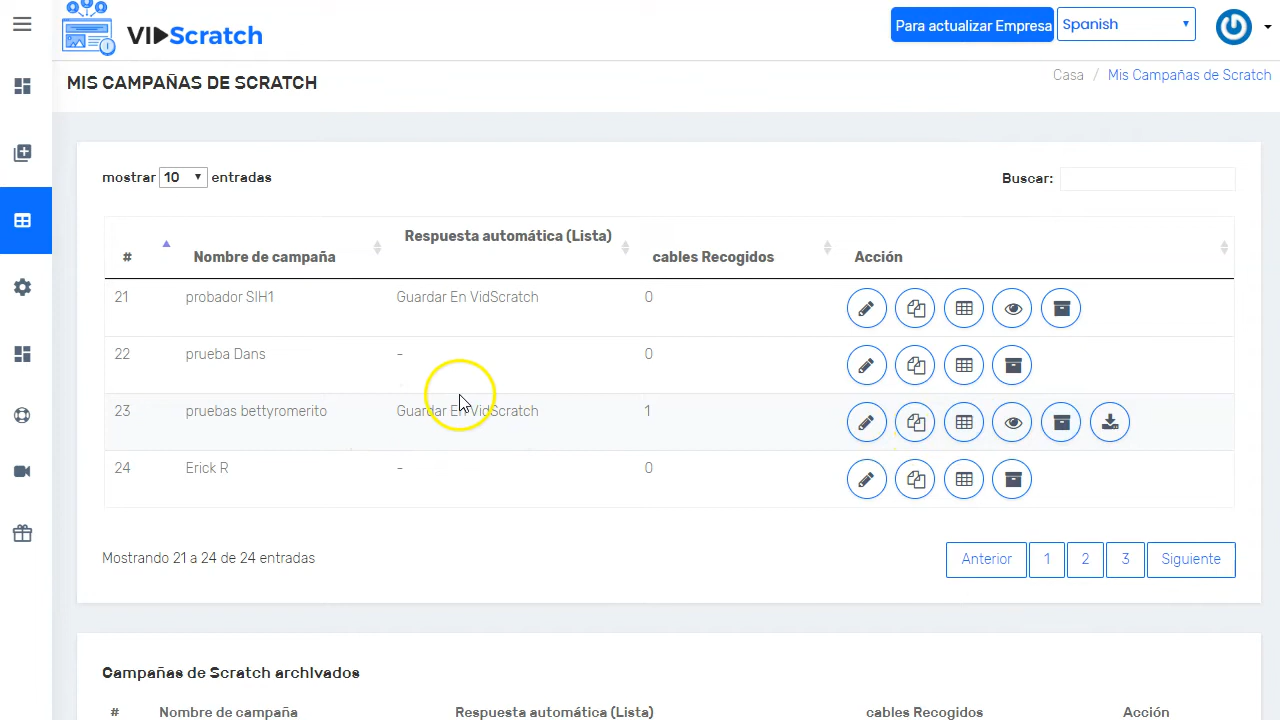 VIDScratch
Para actualizar Empresa
Spanish
MIS CAMPAÑAS DE SCRATCH
Casa / Mis Campañas de Scratch
mostrar 10 entradas
Buscar:
# Nombre de campaña Respuesta automática (Lista) cables Recogidos Acción
21 probador SIH1 Guardar En VidScratch 0
22 prueba Dans - 0
23 pruebas bettyromerito Guardar En VidScratch 1
24 Erick R - 0
Mostrando 21 a 24 de 24 entradas
Anterior 1 2 3 Siguiente
Campañas de Scratch archivados
# Nombre de campaña Respuesta automática (Lista) cables Recogidos Acción